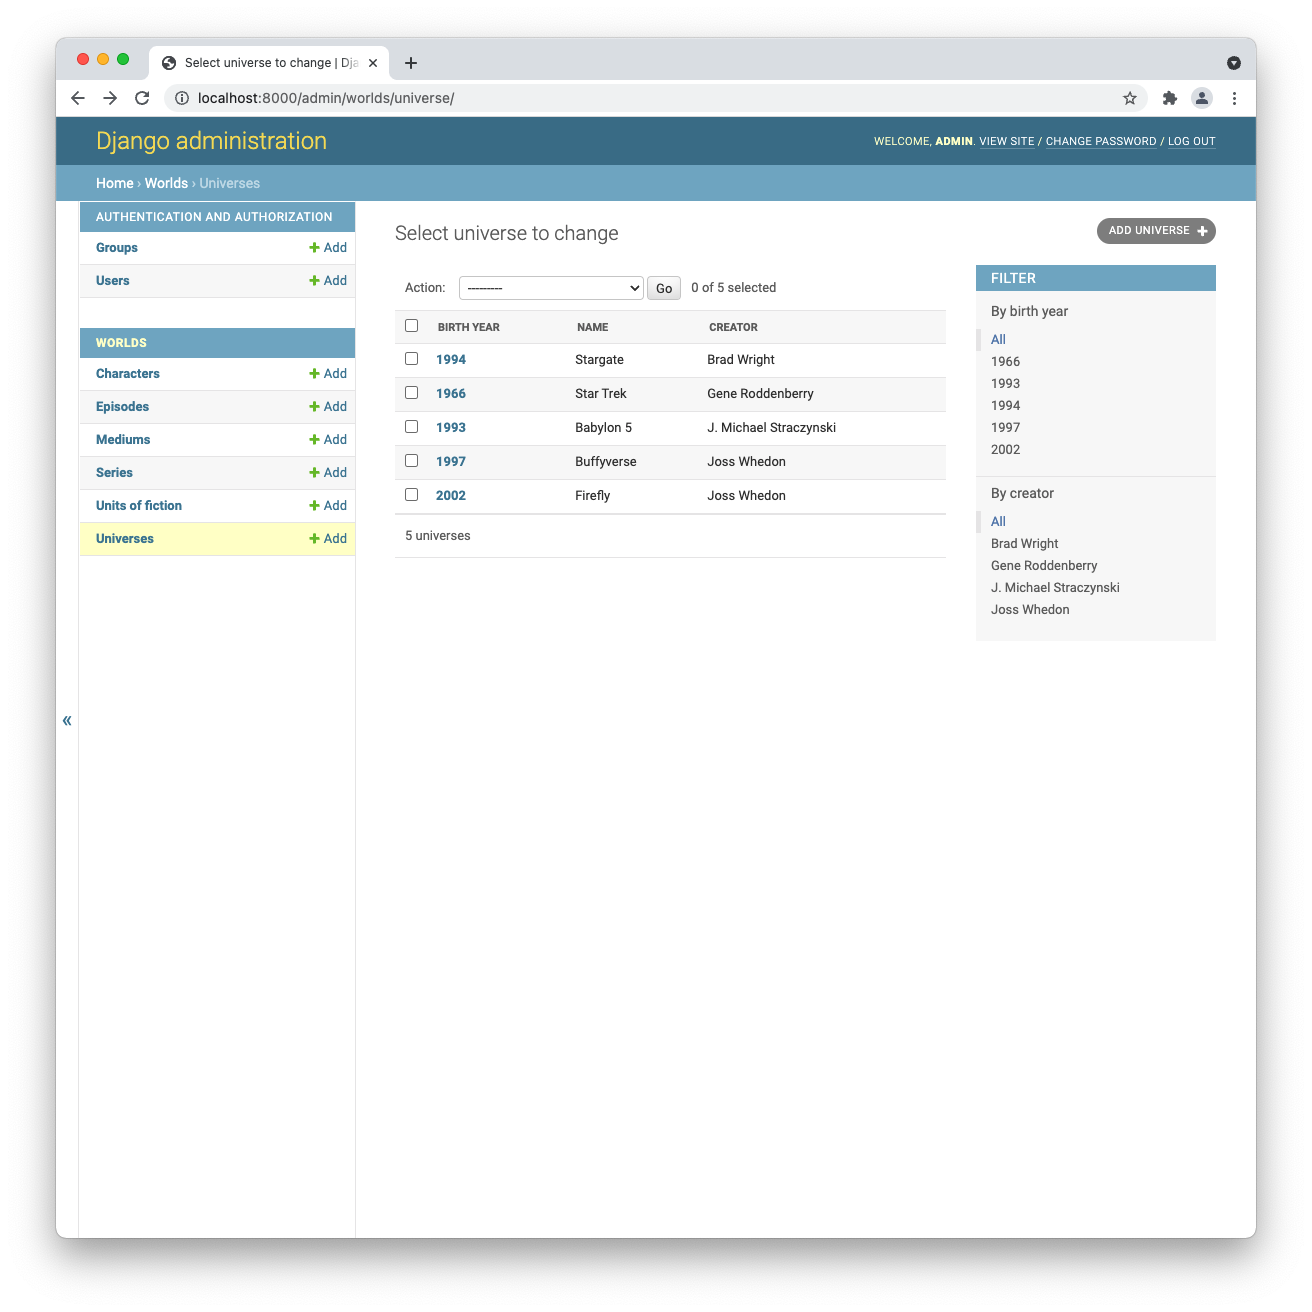 Select universe to change | Dja
localhost:8000/admin/worlds/universe/
Django administration
WELCOME, ADMIN. VIEW SITE / CHANGE PASSWORD / LOG OUT
Home › Worlds › Universes
AUTHENTICATION AND AUTHORIZATION
Groups + Add
Users + Add
WORLDS
Characters + Add
Episodes + Add
Mediums + Add
Series + Add
Units of fiction + Add
Universes + Add
«
Select universe to change
ADD UNIVERSE +
Action: --------- Go 0 of 5 selected
BIRTH YEAR NAME CREATOR
1994 Stargate Brad Wright
1966 Star Trek Gene Roddenberry
1993 Babylon 5 J. Michael Straczynski
1997 Buffyverse Joss Whedon
2002 Firefly Joss Whedon
5 universes
FILTER
By birth year
All
1966
1993
1994
1997
2002
By creator
All
Brad Wright
Gene Roddenberry
J. Michael Straczynski
Joss Whedon